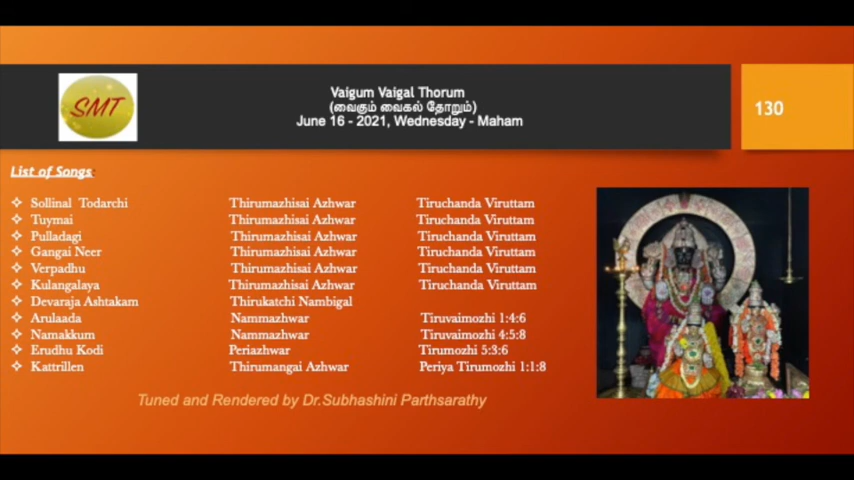 SMT
Vaigum Vaigal Thorum
(வைகும் வைகல் தோறும்)
June 16 - 2021, Wednesday - Maham
130
List of Songs:
❖ Sollinal Todarchi Thirumazhisai Azhwar Tiruchanda Viruttam
❖ Tuymai Thirumazhisai Azhwar Tiruchanda Viruttam
❖ Pulladagi Thirumazhisai Azhwar Tiruchanda Viruttam
❖ Gangai Neer Thirumazhisai Azhwar Tiruchanda Viruttam
❖ Verpadhu Thirumazhisai Azhwar Tiruchanda Viruttam
❖ Kulangalaya Thirumazhisai Azhwar Tiruchanda Viruttam
❖ Devaraja Ashtakam Thirukatchi Nambigal
❖ Arulaada Nammazhwar Tiruvaimozhi 1:4:6
❖ Namakkum Nammazhwar Tiruvaimozhi 4:5:8
❖ Erudhu Kodi Periazhwar Tirumozhi 5:3:6
❖ Kattrillen Thirumangai Azhwar Periya Tirumozhi 1:1:8
Tuned and Rendered by Dr.Subhashini Parthsarathy